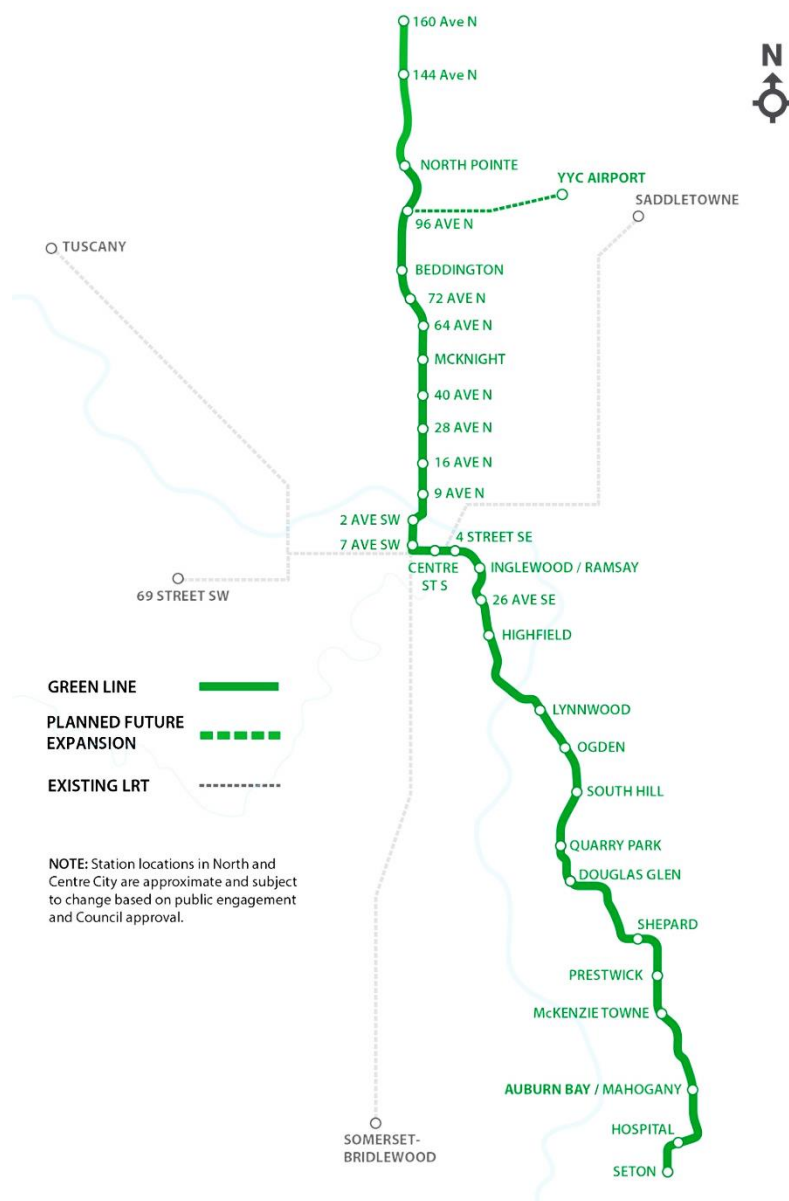 160 Ave N
N
144 Ave N
NORTH POINTE
YYC AIRPORT
SADDLETOWNE
96 AVE N
TUSCANY
BEDDINGTON
72 AVE N
64 AVE N
MCKNIGHT
40 AVE N
28 AVE N
16 AVE N
9 AVE N
2 AVE SW
7 AVE SW
4 STREET SE
CENTRE
ST S
INGLEWOOD / RAMSAY
69 STREET SW
26 AVE SE
HIGHFIELD
GREEN LINE
PLANNED FUTURE
EXPANSION
EXISTING LRT
LYNNWOOD
OGDEN
SOUTH HILL
QUARRY PARK
DOUGLAS GLEN
NOTE: Station locations in North and
Centre City are approximate and subject
to change based on public engagement
and Council approval.
SHEPARD
PRESTWICK
McKENZIE TOWNE
AUBURN BAY / MAHOGANY
HOSPITAL
SOMERSET-
BRIDLEWOOD
SETON